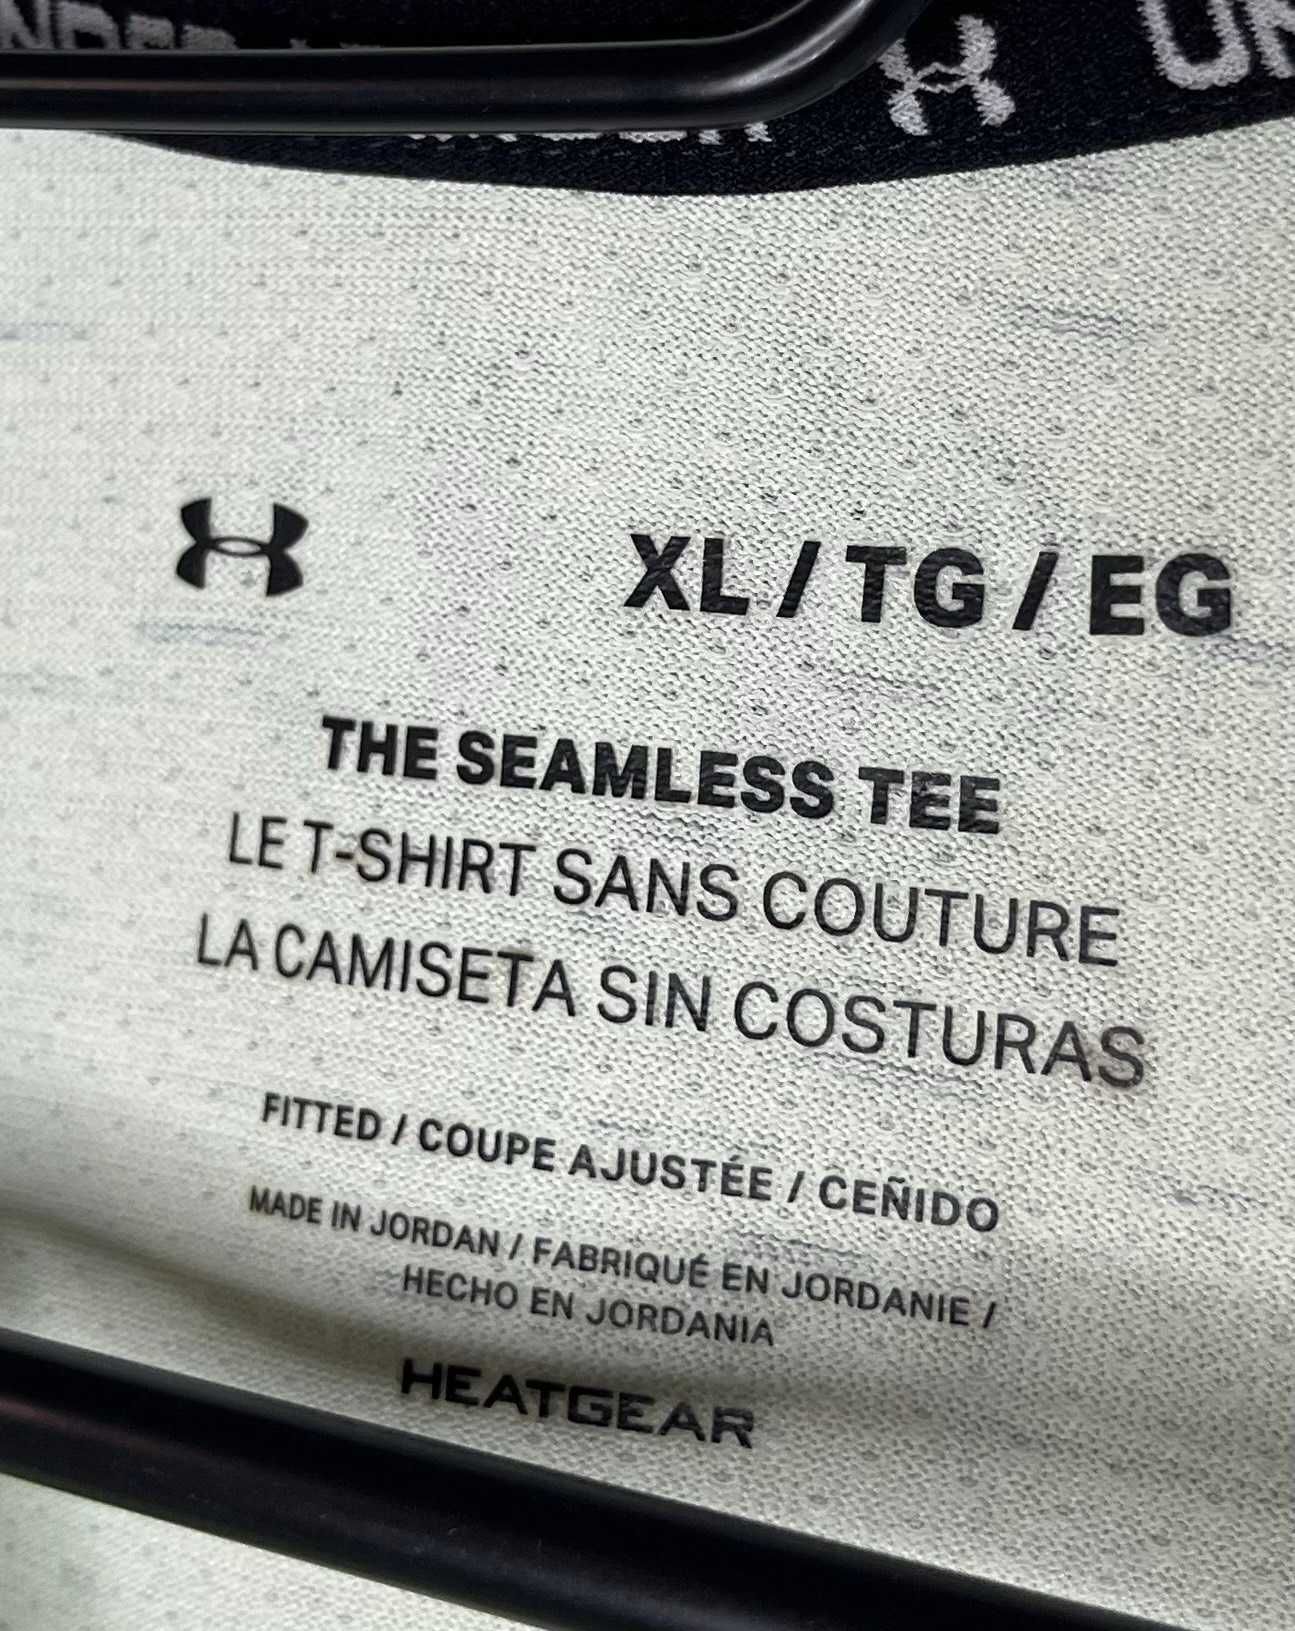 UN
XL / TG / EG
THE SEAMLESS TEE
LE T-SHIRT SANS COUTURE
LA CAMISETA SIN COSTURAS
FITTED / COUPE AJUSTÉE / CEÑIDO
MADE IN JORDAN / FABRIQUÉ EN JORDANIE /
HECHO EN JORDANIA
HEATGEAR